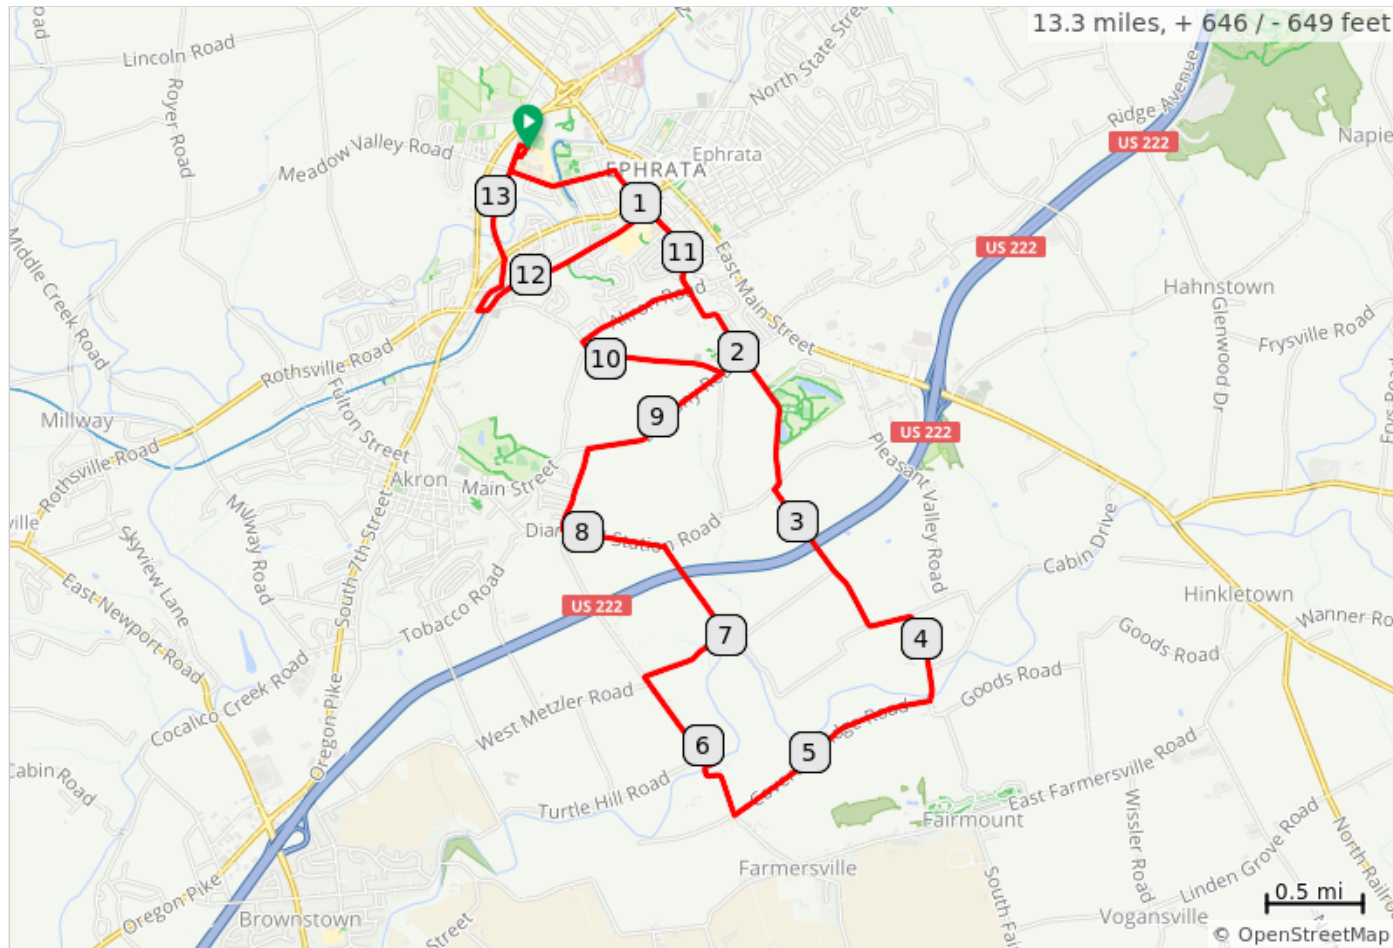 13.3 miles, + 646 / - 649 feet
Lincoln Road
Royer Road
North State Street
Ridge Avenue
US 222
Napie
Meadow Valley Road
Ephrata
EPHRATA
13
1
US 222
11
12
Middle Creek Road
East Main Street
Hahnstown
Glenwood Dr
Akron Road
Frysville Road
Rothsville Road
10
2
Fulton Street
Millway
9
US 222
Pleasant Valley Road
Rothsville Road
Akron
Main Street
ville
Millway Road
Skyview Lane
South 7th Street
8
Station Road
3
Cabin Drive
East Newport Road
Tobacco Road
US 222
Hinkletown
Wanner Ro
7
4
Goods Road
Goods Road
Cocalico Creek Road
Oregon Pike
West Metzler Road
6
5
Cabin Road
Turtle Hill Road
East Farmersville Road
Fairmount
Wissler Road
Farmersville
Linden Grove Road
North Railro
Oregon Pike
South Fai
Brownstown
Street
Vogansville
0.5 mi
© OpenStreetMap